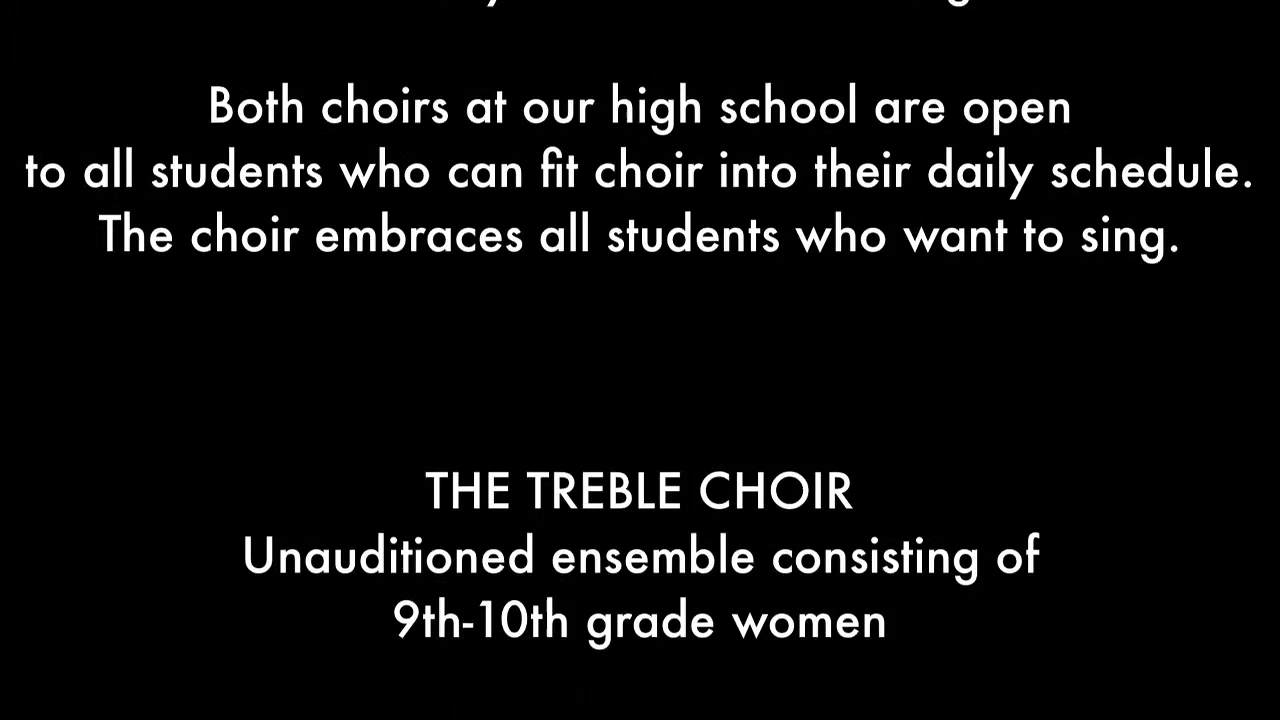 Both choirs at our high school are open
to all students who can fit choir into their daily schedule.
The choir embraces all students who want to sing.
THE TREBLE CHOIR
Unauditioned ensemble consisting of
9th-10th grade women